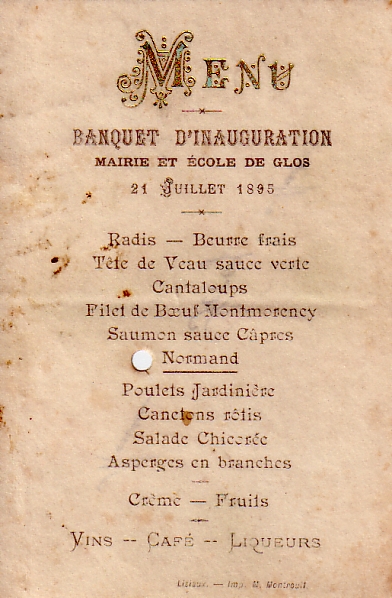 MENU
BANQUET D'INAUGURATION
MAIRIE ET ÉCOLE DE GLOS
21 JUILLET 1895
Radis — Beurre frais
Tête de Veau sauce verte
Cantaloups
Filet de Bœuf Montmorency
Saumon sauce Câpres
Normand
Poulets Jardinière
Canetons rôtis
Salade Chicorée
Asperges en branches
Crème — Fruits
VINS -- CAFÉ -- LIQUEURS
Lisieux. — Imp. M. Montreuil